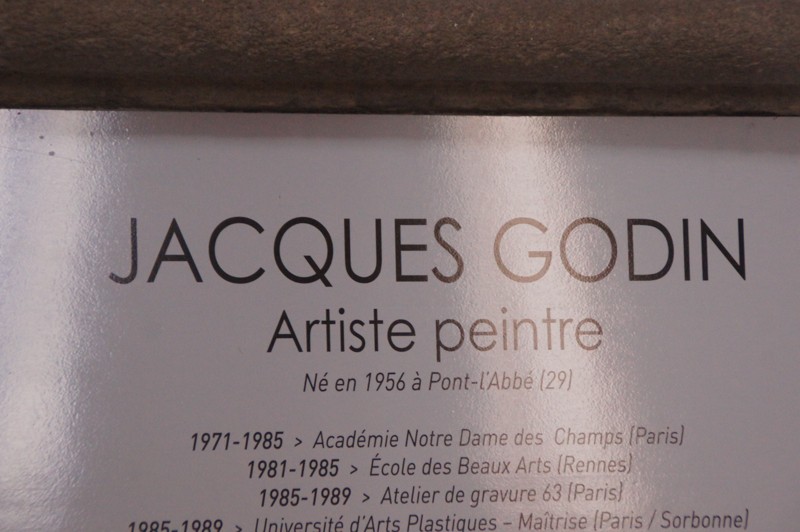 JACQUES GODIN
Artiste peintre
Né en 1956 à Pont-l'Abbé (29)
1971-1985 > Académie Notre Dame des Champs (Paris)
1981-1985 > École des Beaux Arts (Rennes)
1985-1989 > Atelier de gravure 63 (Paris)
1985-1989 > Université d'Arts Plastiques – Maîtrise (Paris / Sorbonne)